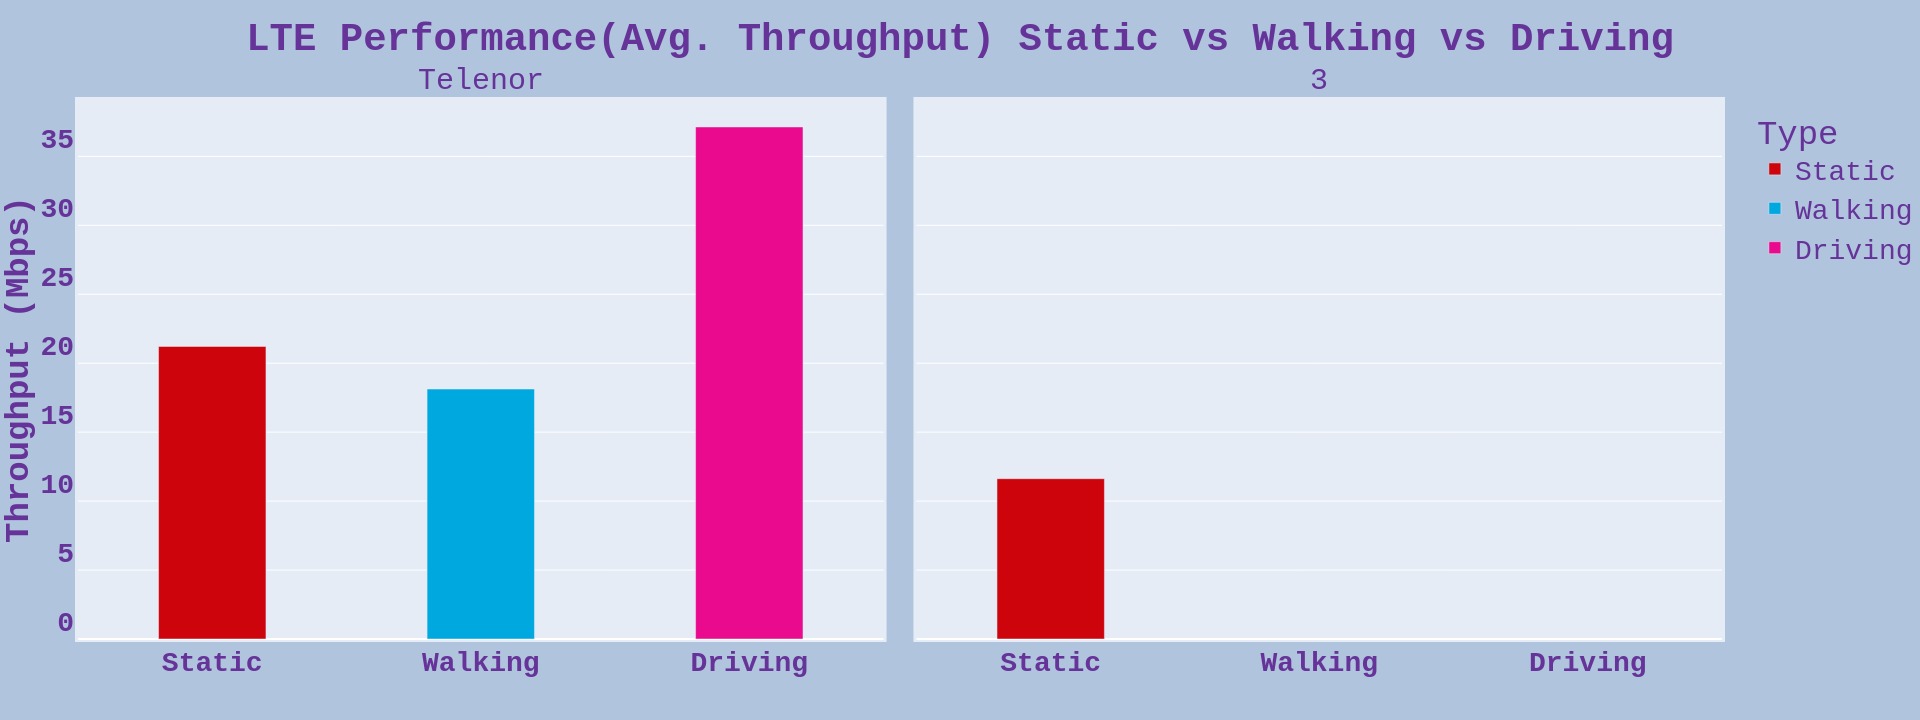 LTE Performance(Avg. Throughput) Static vs Walking vs Driving
Telenor
3
Throughput (Mbps)
35
30
25
20
15
10
5
0
Static Walking Driving
Static Walking Driving
Type
Static
Walking
Driving